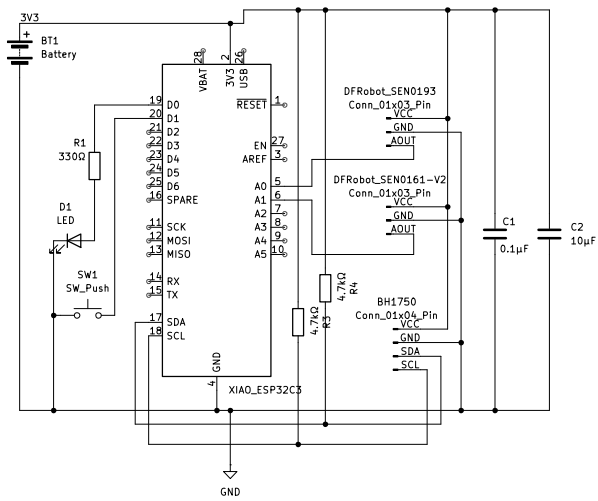 3V3
BT1
Battery
+
28
VBAT
2
3V3
26
USB
19 D0
20 D1
21 D2
22 D3
23 D4
24 D5
25 D6
16 SPARE
11 SCK
12 MOSI
13 MISO
14 RX
15 TX
17 SDA
18 SCL
RESET 1
EN 27
AREF 3
A0 5
A1 6
A2 7
A3 8
A4 9
A5 10
GND
4
XIAO_ESP32C3
R1
330Ω
D1
LED
SW1
SW_Push
DFRobot_SEN0193
Conn_01x03_Pin
VCC
GND
AOUT
DFRobot_SEN0161-V2
Conn_01x03_Pin
VCC
GND
AOUT
4.7kΩ
R4
4.7kΩ
R3
BH1750
Conn_01x04_Pin
VCC
GND
SDA
SCL
C1
0.1µF
C2
10µF
GND